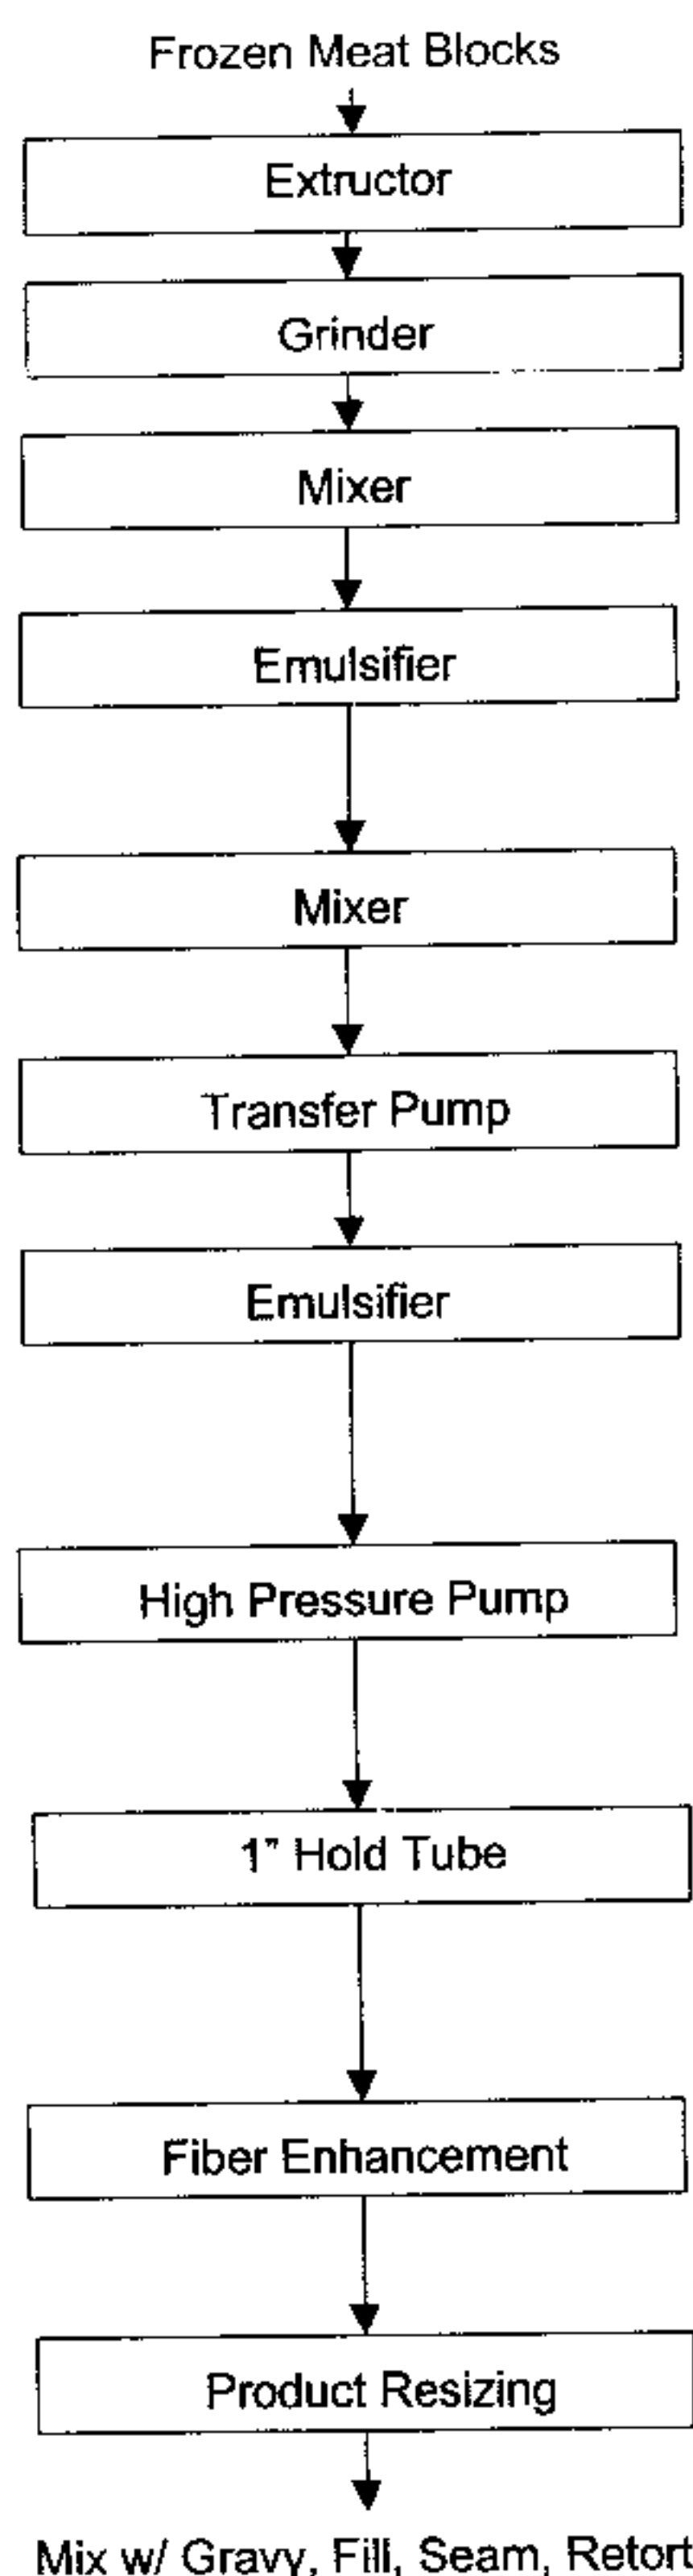 Frozen Meat Blocks
Extructor
Grinder
Mixer
Emulsifier
Mixer
Transfer Pump
Emulsifier
High Pressure Pump
1" Hold Tube
Fiber Enhancement
Product Resizing
Mix w/ Gravy, Fill, Seam, Retort